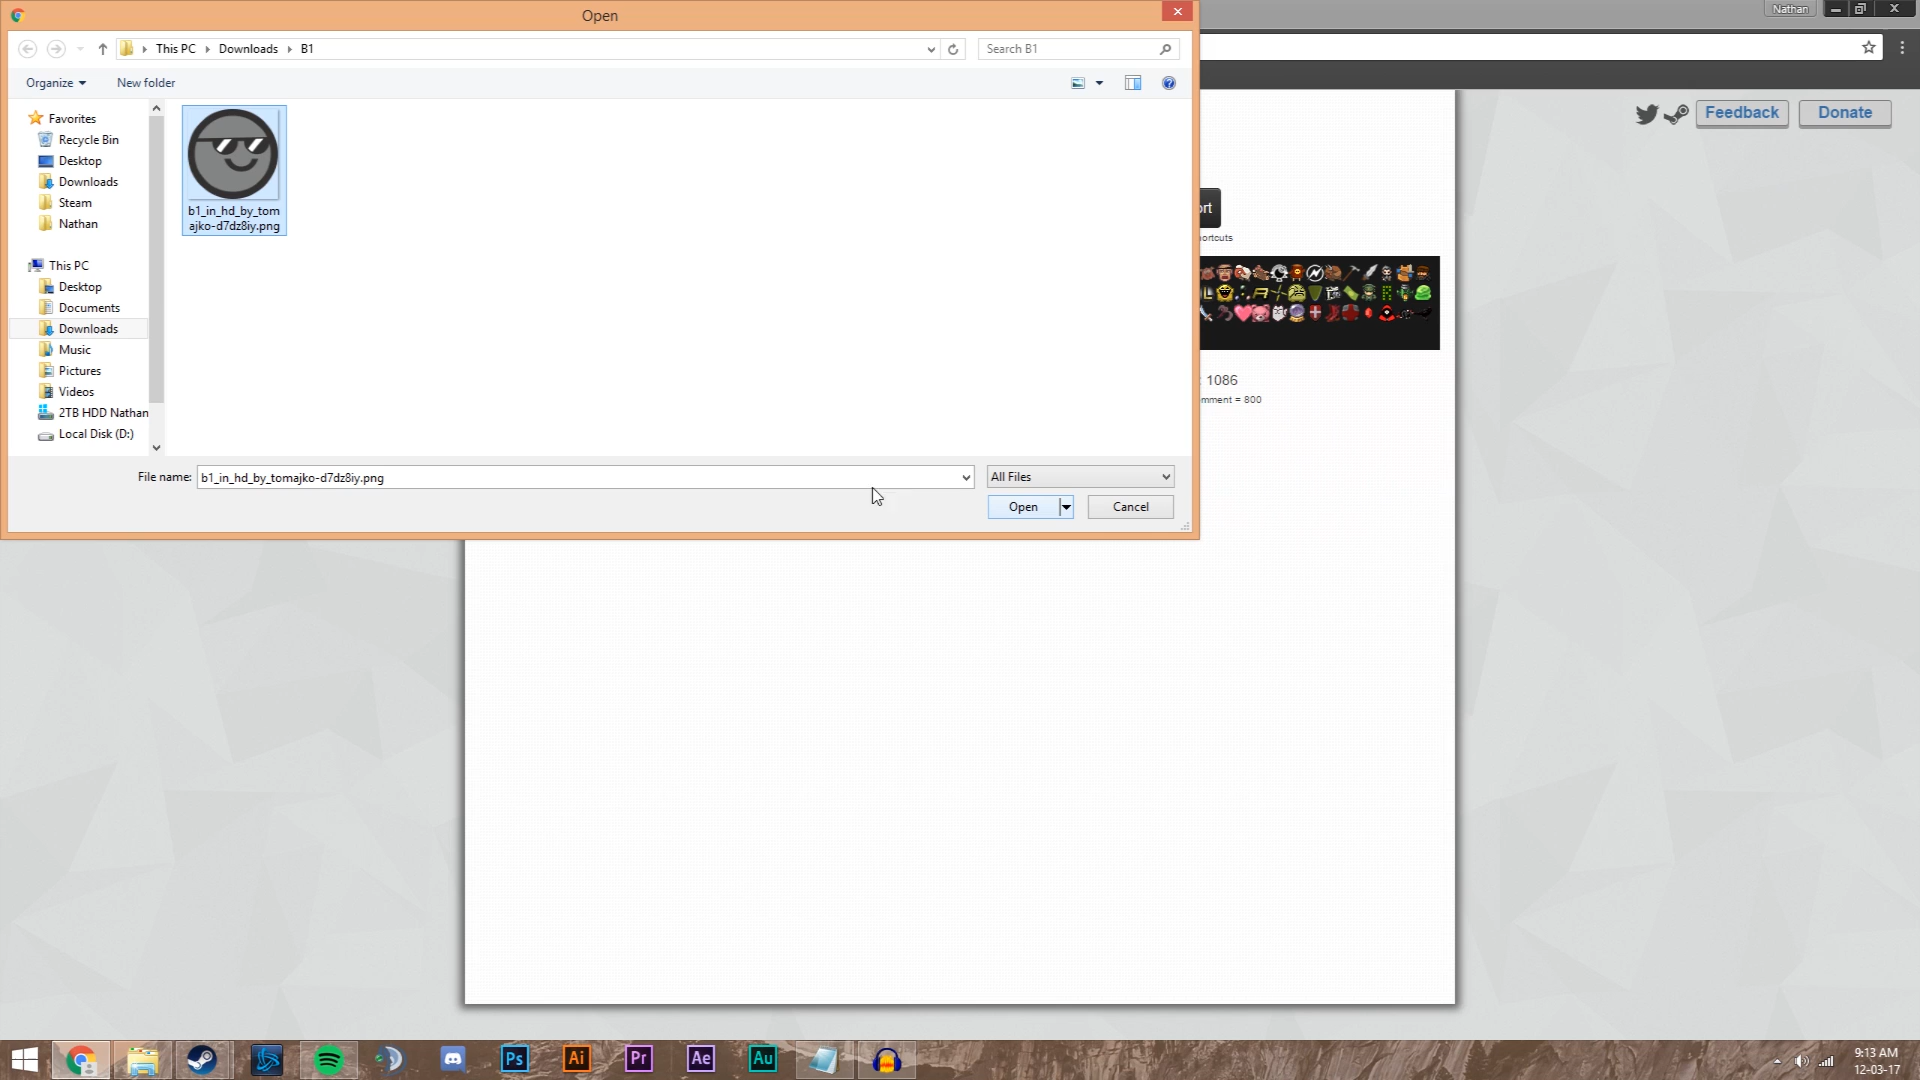 Open
Nathan
This PC
Downloads
B1
Search B1
Organize
New folder
Favorites
Recycle Bin
Desktop
Downloads
Steam
Nathan
This PC
Desktop
Documents
Downloads
Music
Pictures
Videos
2TB HDD Nathan
Local Disk (D:)
b1_in_hd_by_tom
ajko-d7dz8iy.png
File name:
b1_in_hd_by_tomajko-d7dz8iy.png
All Files
Open
Cancel
Feedback
Donate
ort
ortcuts
: 1086
mment = 800
Ps
Ai
Pr
Ae
Au
9:13 AM
12-03-17